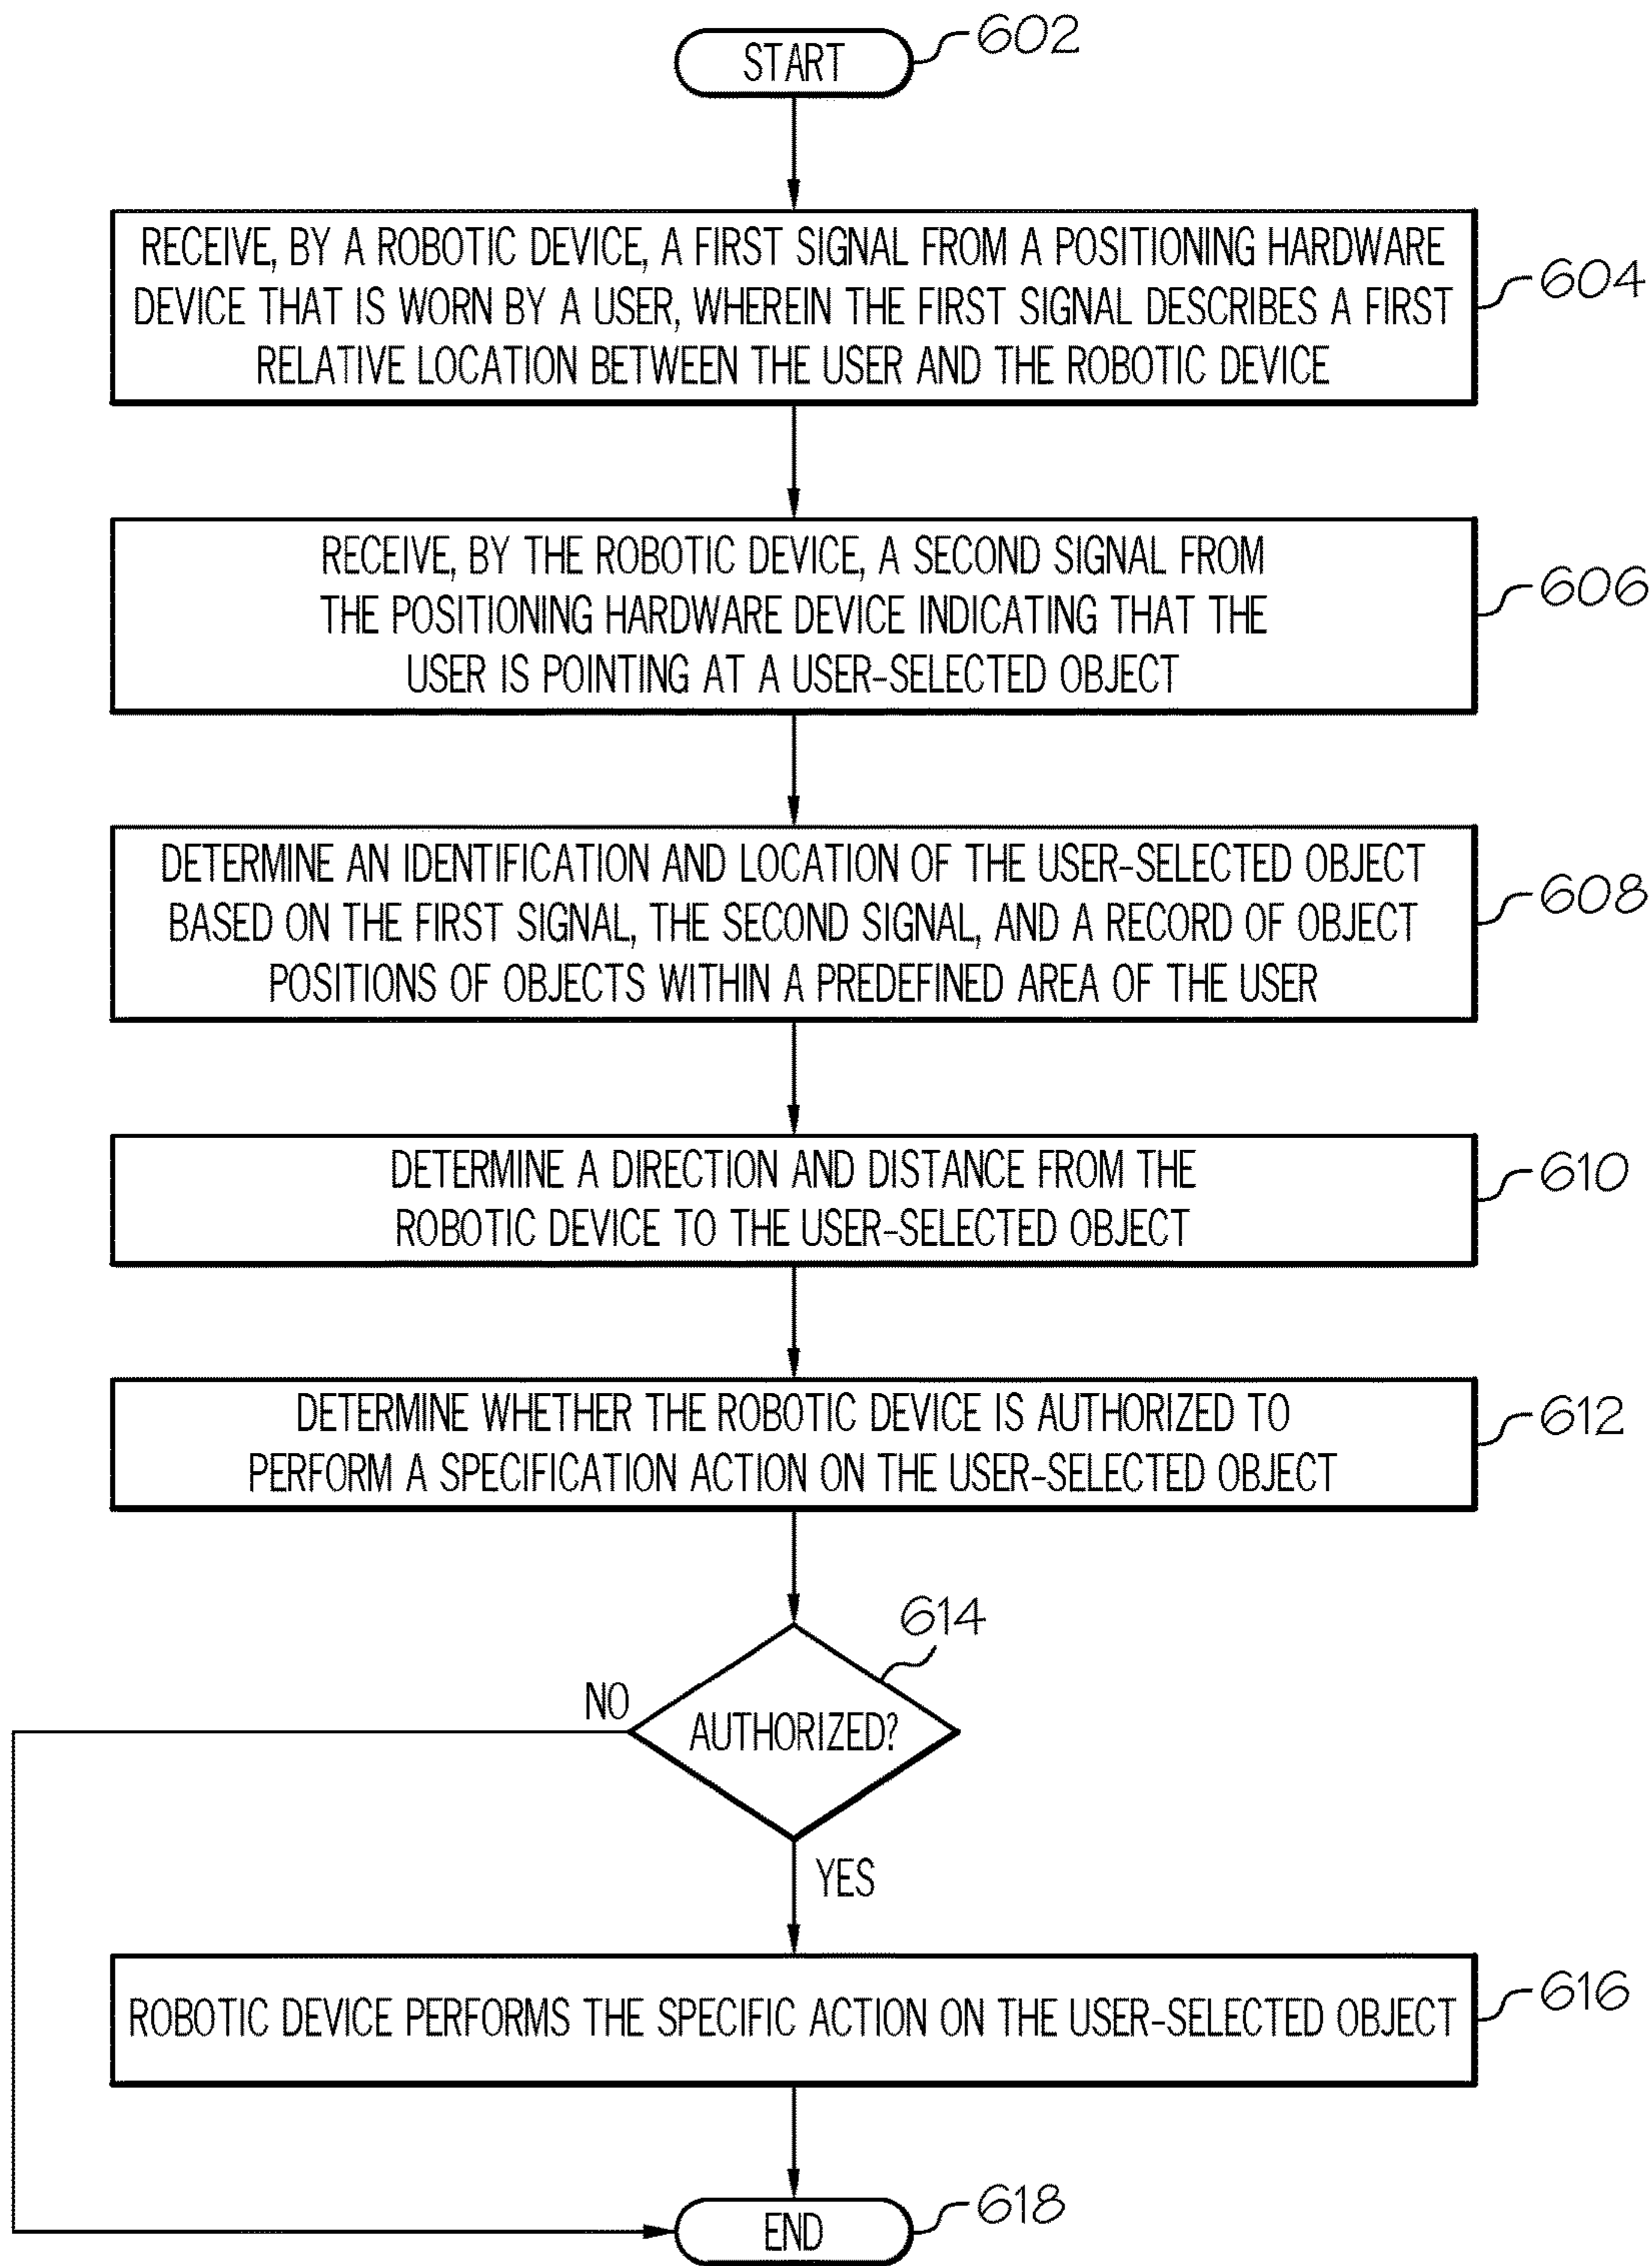 START
602
RECEIVE, BY A ROBOTIC DEVICE, A FIRST SIGNAL FROM A POSITIONING HARDWARE
DEVICE THAT IS WORN BY A USER, WHEREIN THE FIRST SIGNAL DESCRIBES A FIRST
RELATIVE LOCATION BETWEEN THE USER AND THE ROBOTIC DEVICE
604
RECEIVE, BY THE ROBOTIC DEVICE, A SECOND SIGNAL FROM
THE POSITIONING HARDWARE DEVICE INDICATING THAT THE
USER IS POINTING AT A USER-SELECTED OBJECT
606
DETERMINE AN IDENTIFICATION AND LOCATION OF THE USER-SELECTED OBJECT
BASED ON THE FIRST SIGNAL, THE SECOND SIGNAL, AND A RECORD OF OBJECT
POSITIONS OF OBJECTS WITHIN A PREDEFINED AREA OF THE USER
608
DETERMINE A DIRECTION AND DISTANCE FROM THE
ROBOTIC DEVICE TO THE USER-SELECTED OBJECT
610
DETERMINE WHETHER THE ROBOTIC DEVICE IS AUTHORIZED TO
PERFORM A SPECIFICATION ACTION ON THE USER-SELECTED OBJECT
612
614
NO
AUTHORIZED?
YES
ROBOTIC DEVICE PERFORMS THE SPECIFIC ACTION ON THE USER-SELECTED OBJECT
616
END
618